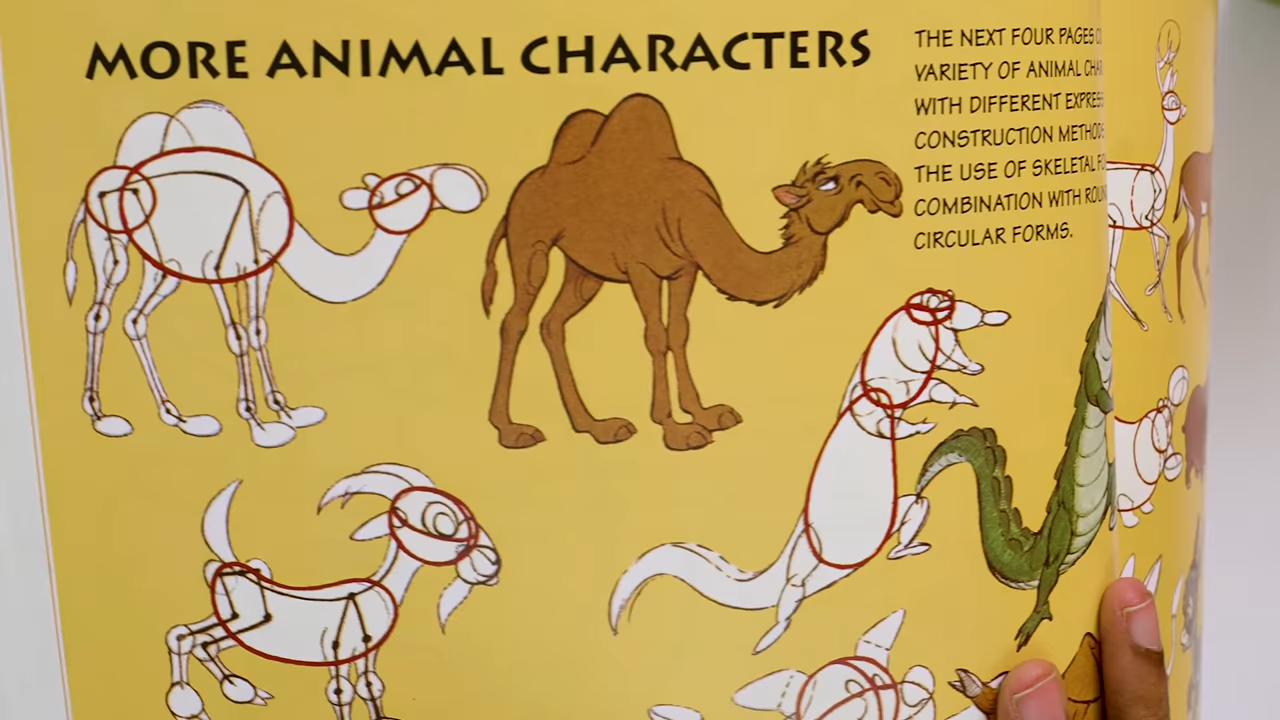 MORE ANIMAL CHARACTERS
THE NEXT FOUR PAGES
VARIETY OF ANIMAL
WITH DIFFERENT
CONSTRUCTION
THE USE OF SKELETAL
COMBINATION WITH
CIRCULAR FORMS.